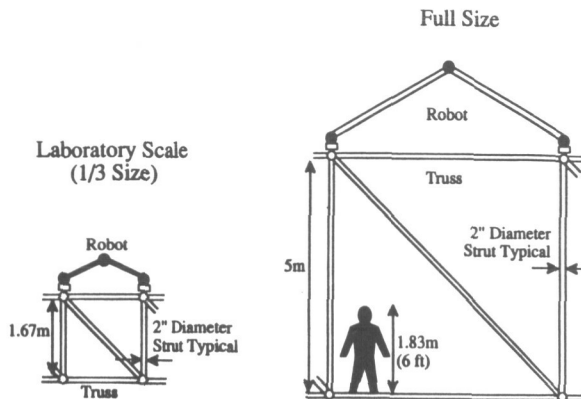 Full Size
Robot
Truss
2" Diameter
Strut Typical
5m
1.83m
(6 ft)
Laboratory Scale
(1/3 Size)
Robot
1.67m
2" Diameter
Strut Typical
Truss